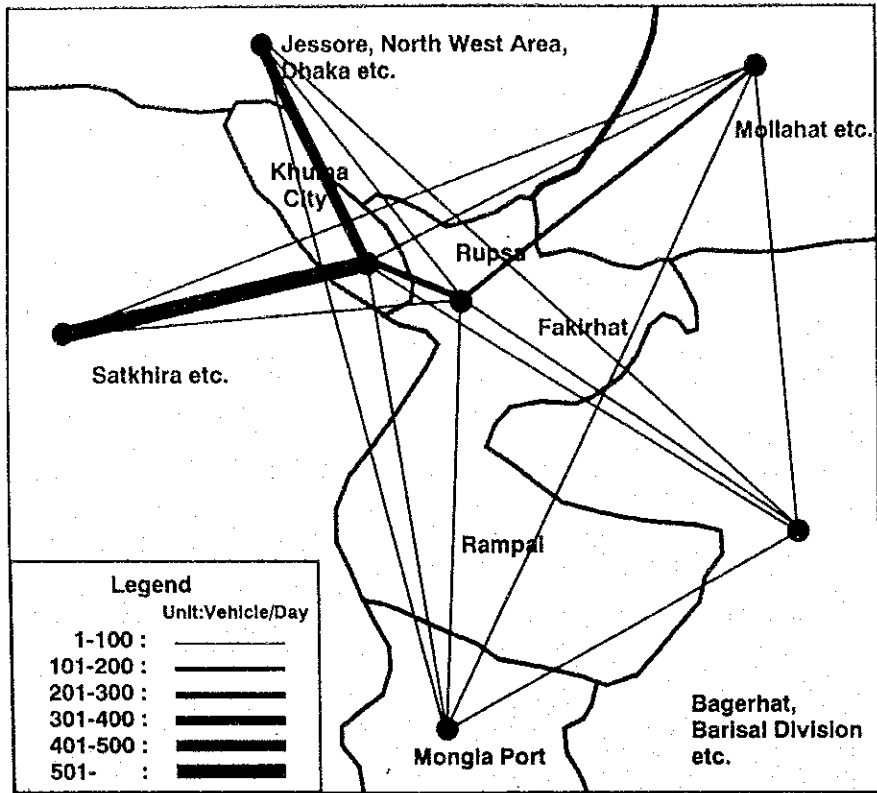 Jessore, North West Area,
Dhaka etc.
Mollahat etc.
Khulna
City
Rupsa
Fakirhat
Satkhira etc.
Rampal
Legend
Unit:Vehicle/Day
1-100 :
101-200 :
201-300 :
301-400 :
401-500 :
501- :
Mongla Port
Bagerhat,
Barisal Division
etc.